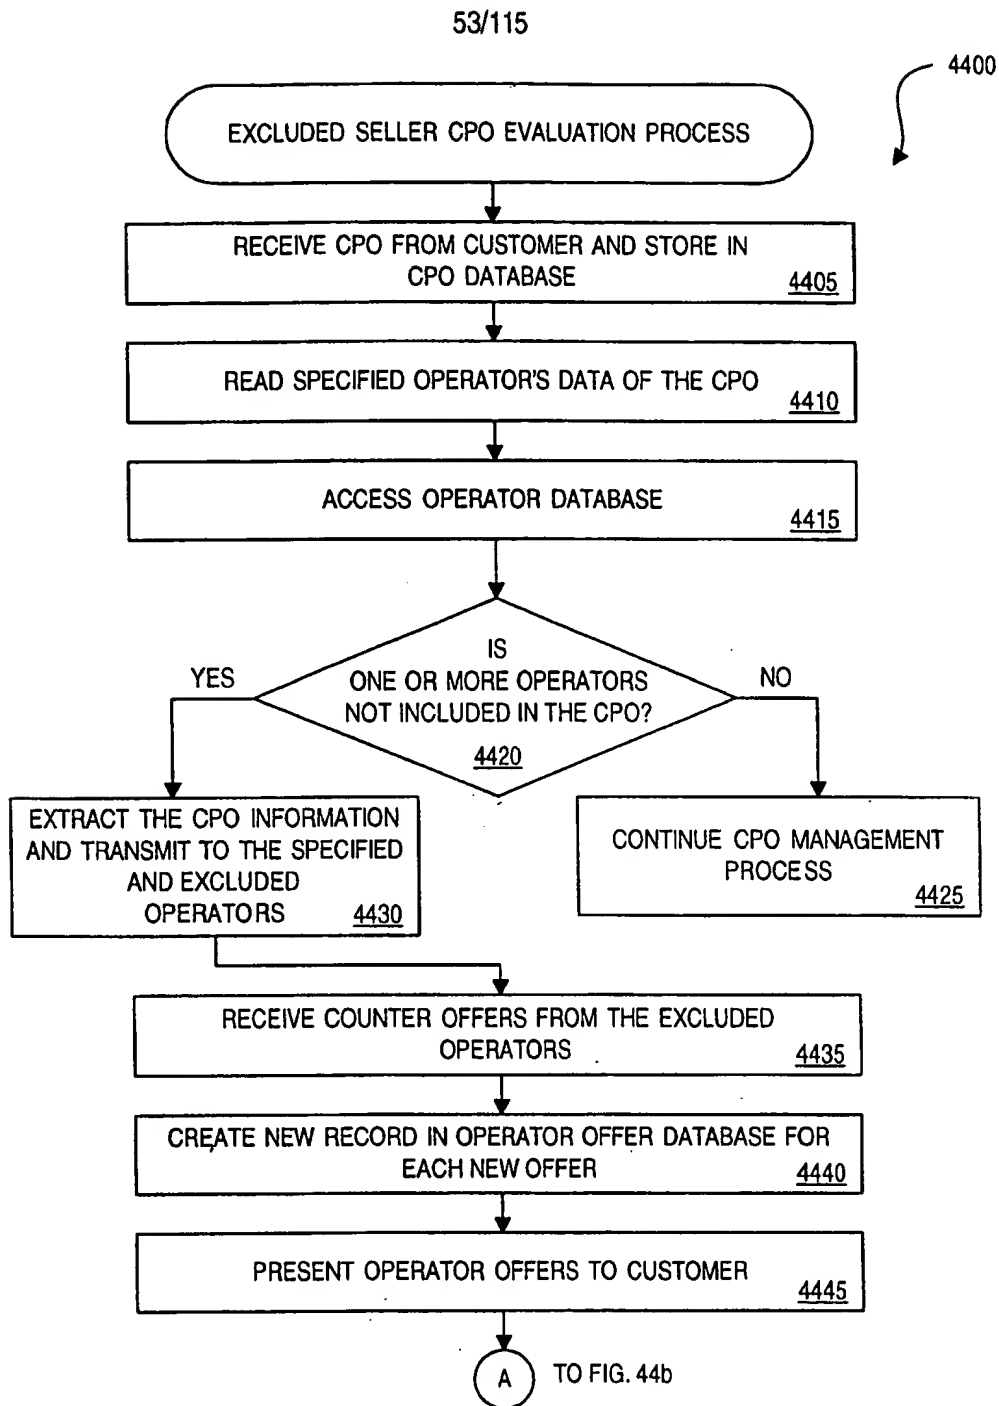 53/115
4400
EXCLUDED SELLER CPO EVALUATION PROCESS
RECEIVE CPO FROM CUSTOMER AND STORE IN
CPO DATABASE
4405
READ SPECIFIED OPERATOR'S DATA OF THE CPO
4410
ACCESS OPERATOR DATABASE
4415
IS
ONE OR MORE OPERATORS
NOT INCLUDED IN THE CPO?
4420
YES
NO
EXTRACT THE CPO INFORMATION
AND TRANSMIT TO THE SPECIFIED
AND EXCLUDED
OPERATORS
4430
CONTINUE CPO MANAGEMENT
PROCESS
4425
RECEIVE COUNTER OFFERS FROM THE EXCLUDED
OPERATORS
4435
CREATE NEW RECORD IN OPERATOR OFFER DATABASE FOR
EACH NEW OFFER
4440
PRESENT OPERATOR OFFERS TO CUSTOMER
4445
A
TO FIG. 44b